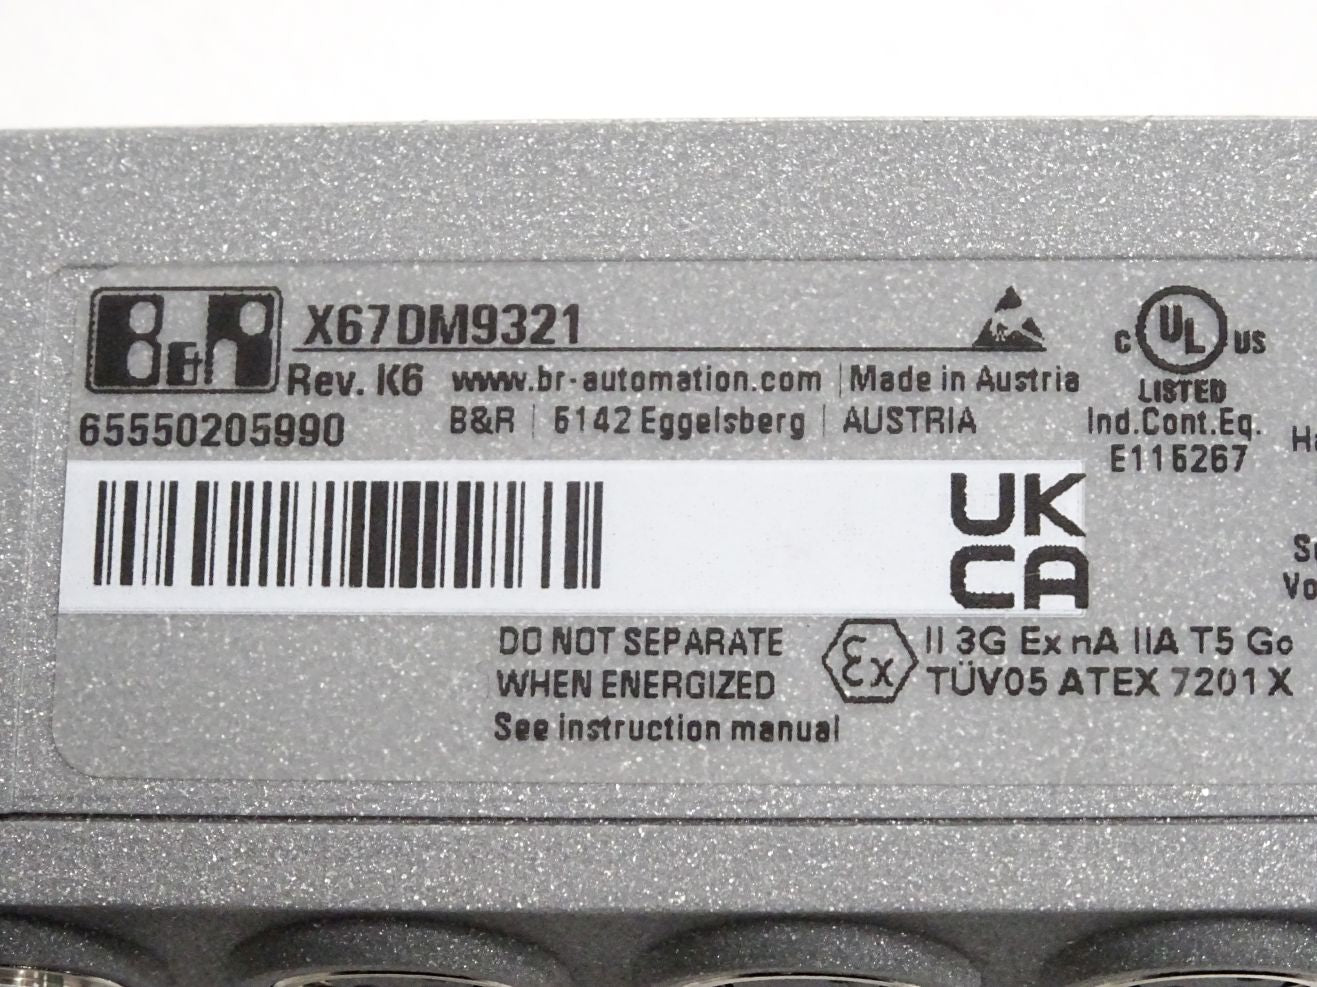 B&R
X67DM9321
Rev. K6 www.br-automation.com | Made in Austria
65550205990
B&R | 5142 Eggelsberg | AUSTRIA
C UL US
LISTED
Ind.Cont.Eq.
E115267
UK
CA
DO NOT SEPARATE
WHEN ENERGIZED
See instruction manual
Ex II 3G Ex nA IIA T5 Gc
TÜV05 ATEX 7201X